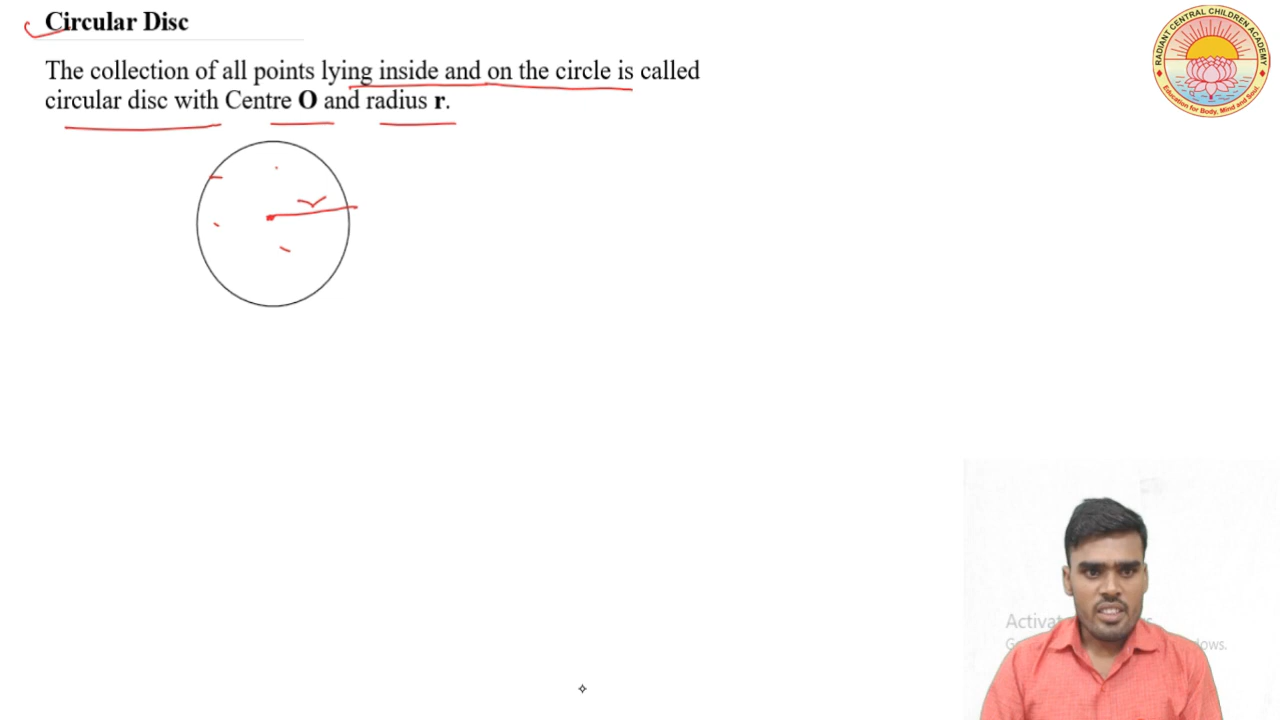 Circular Disc
The collection of all points lying inside and on the circle is called
circular disc with Centre O and radius r.
RADIANT CENTRAL CHILDREN ACADEMY
Education for Body, Mind and Soul.